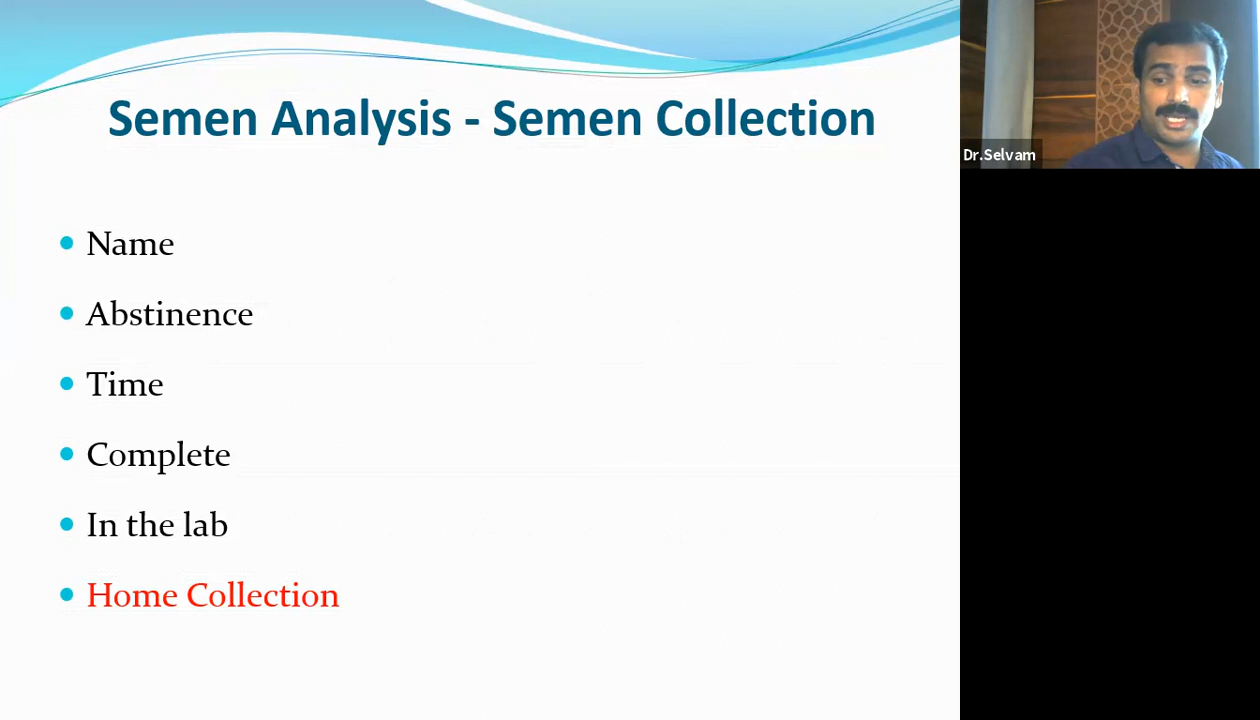 Semen Analysis - Semen Collection
Dr.Selvam
Name
Abstinence
Time
Complete
In the lab
Home Collection